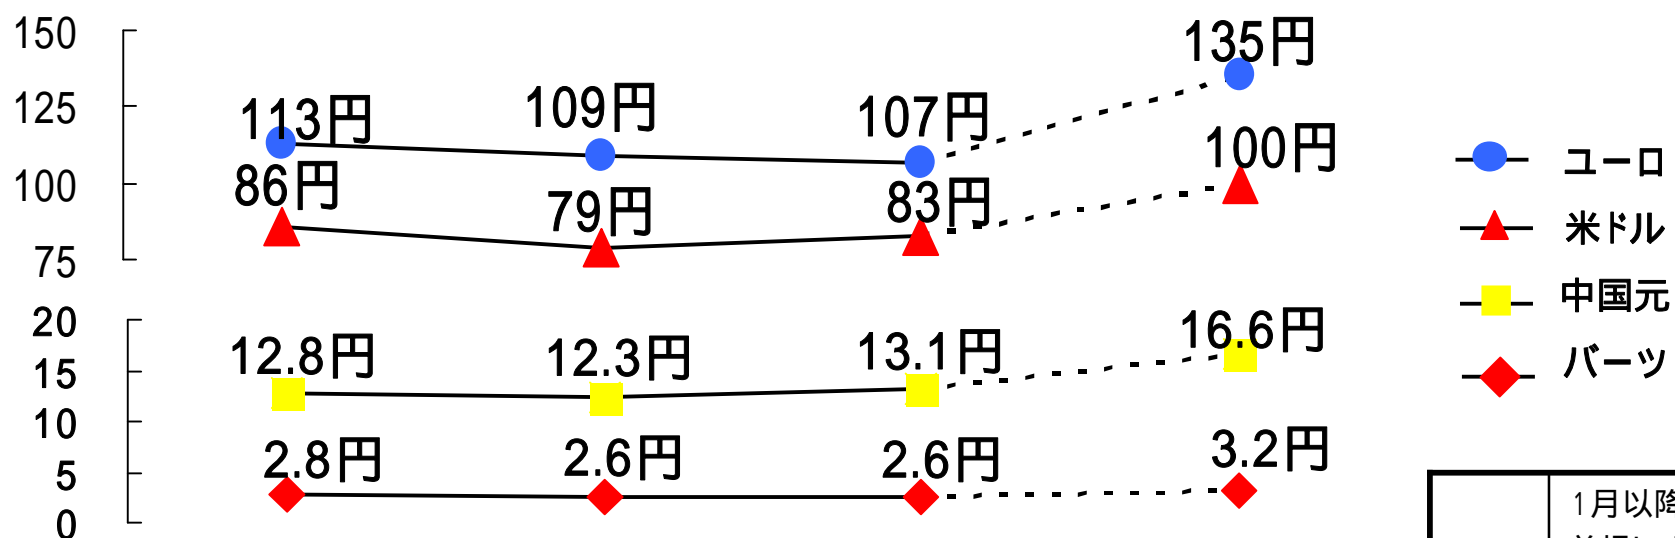 150
125
100
75
113円
109円
107円
135円
86円
79円
83円
100円
20
15
10
5
0
12.8円
12.3円
13.1円
16.6円
2.8円
2.6円
2.6円
3.2円
ユーロ
米ドル
中国元
バーツ
1月以降